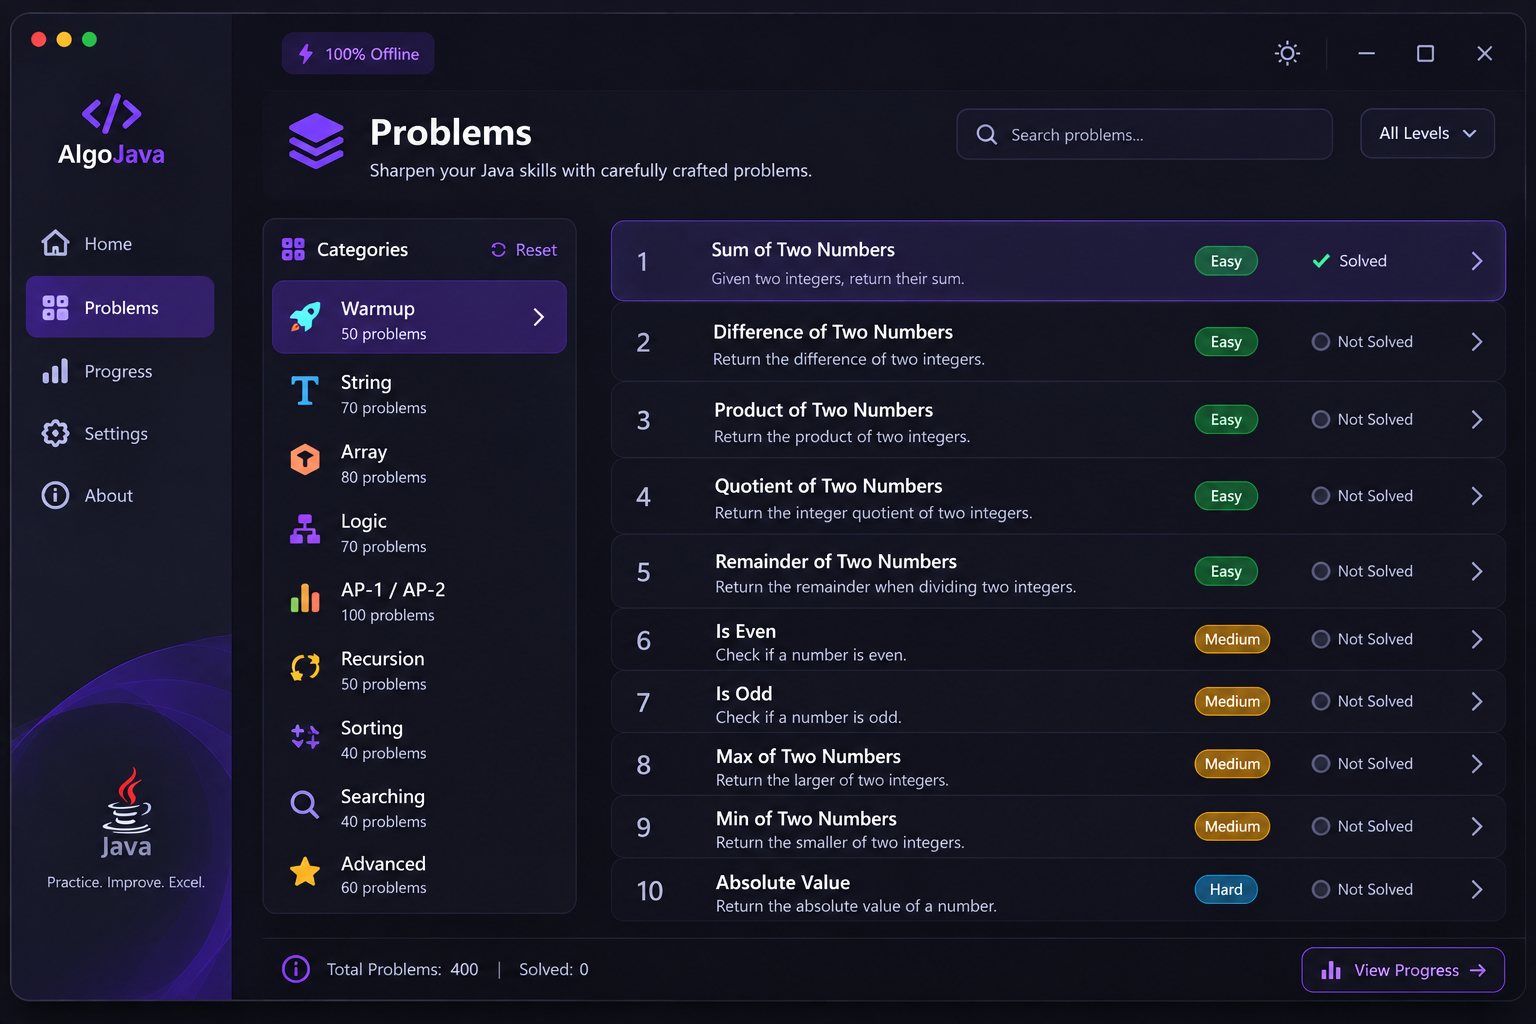 100% Offline
AlgoJava
Home
Problems
Progress
Settings
About
Java
Practice. Improve. Excel.
Problems
Sharpen your Java skills with carefully crafted problems.
Search problems...
All Levels
Categories
Reset
Warmup
50 problems
String
70 problems
Array
80 problems
Logic
70 problems
AP-1 / AP-2
100 problems
Recursion
50 problems
Sorting
40 problems
Searching
40 problems
Advanced
60 problems
1 Sum of Two Numbers Easy Solved
Given two integers, return their sum.
2 Difference of Two Numbers Easy Not Solved
Return the difference of two integers.
3 Product of Two Numbers Easy Not Solved
Return the product of two integers.
4 Quotient of Two Numbers Easy Not Solved
Return the integer quotient of two integers.
5 Remainder of Two Numbers Easy Not Solved
Return the remainder when dividing two integers.
6 Is Even Medium Not Solved
Check if a number is even.
7 Is Odd Medium Not Solved
Check if a number is odd.
8 Max of Two Numbers Medium Not Solved
Return the larger of two integers.
9 Min of Two Numbers Medium Not Solved
Return the smaller of two integers.
10 Absolute Value Hard Not Solved
Return the absolute value of a number.
Total Problems: 400 | Solved: 0
View Progress →